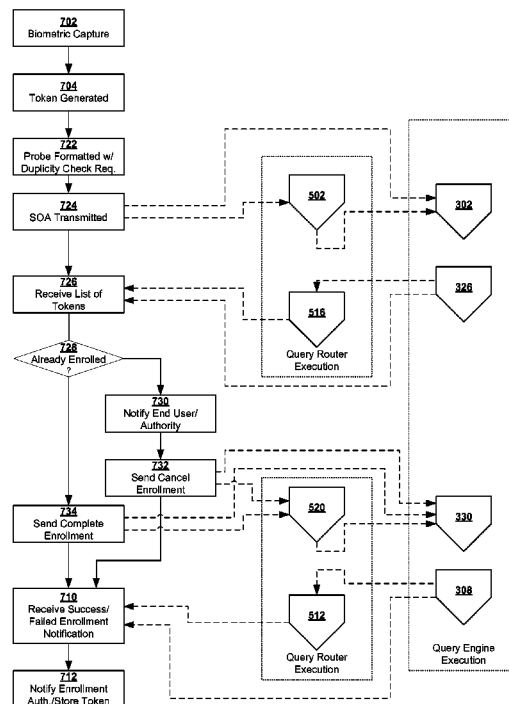 702
Biometric Capture
704
Token Generated
722
Probe Formatted w/
Duplicity Check Req.
724
SOA Transmitted
502
302
726
Receive List of
Tokens
516
326
Query Router
Execution
728
Already Enrolled
?
730
Notify End User/
Authority
732
Send Cancel
Enrollment
734
Send Complete
Enrollment
520
330
710
Receive Success/
Failed Enrollment
Notification
512
308
Query Router
Execution
Query Engine
Execution
712
Notify Enrollment
Auth./Store Token